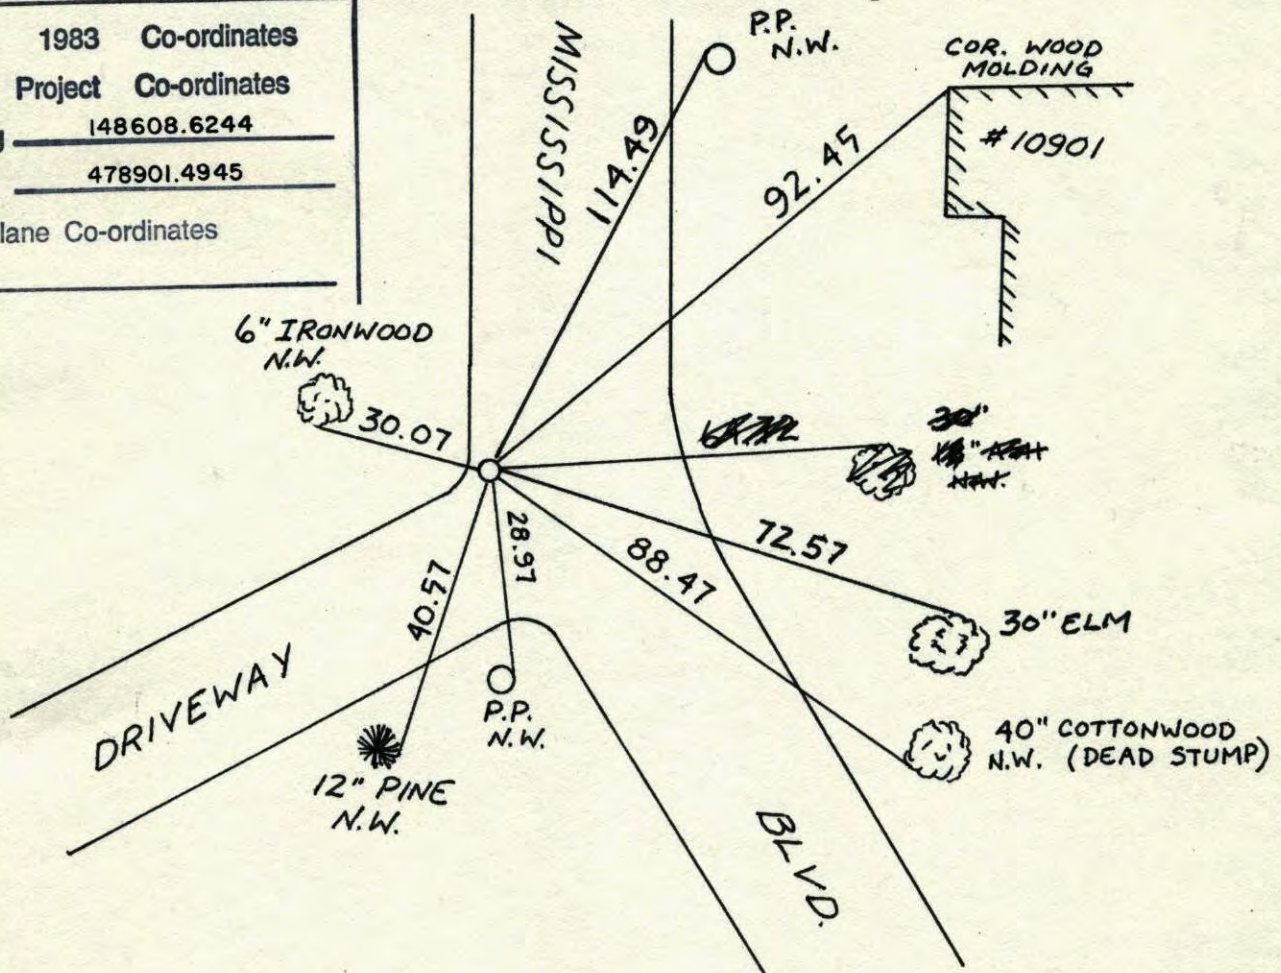 1983 Co-ordinates
Project Co-ordinates
148608.6244
478901.4945
lane Co-ordinates
MISSISSIPPI
P.P.
N.W.
COR. WOOD
MOLDING
#10901
114.49
92.45
6" IRONWOOD
N.W.
30.07
30"
72.57
88.47
28.97
40.57
30" ELM
40" COTTONWOOD
N.W. (DEAD STUMP)
DRIVEWAY
P.P.
N.W.
12" PINE
N.W.
BLVD.